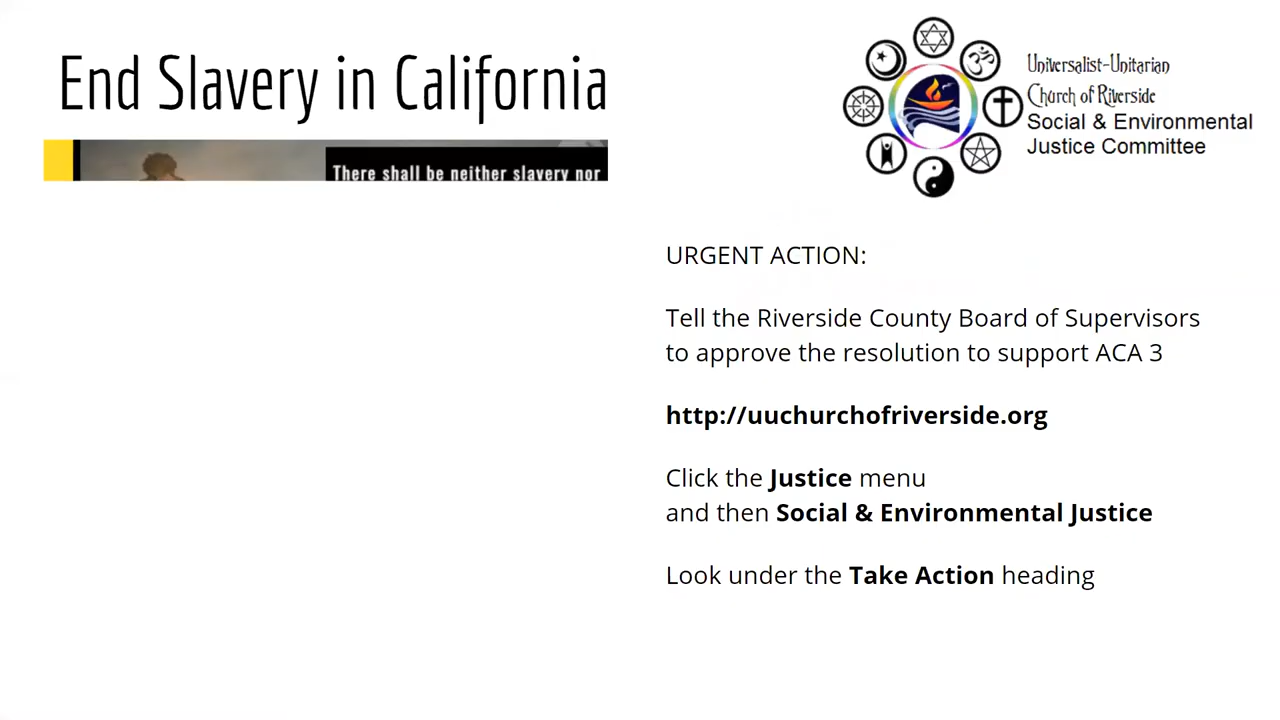 End Slavery in California
There shall be neither slavery nor
Universalist-Unitarian
Church of Riverside
Social & Environmental
Justice Committee
URGENT ACTION:
Tell the Riverside County Board of Supervisors
to approve the resolution to support ACA 3
http://uuchurchofriverside.org
Click the Justice menu
and then Social & Environmental Justice
Look under the Take Action heading